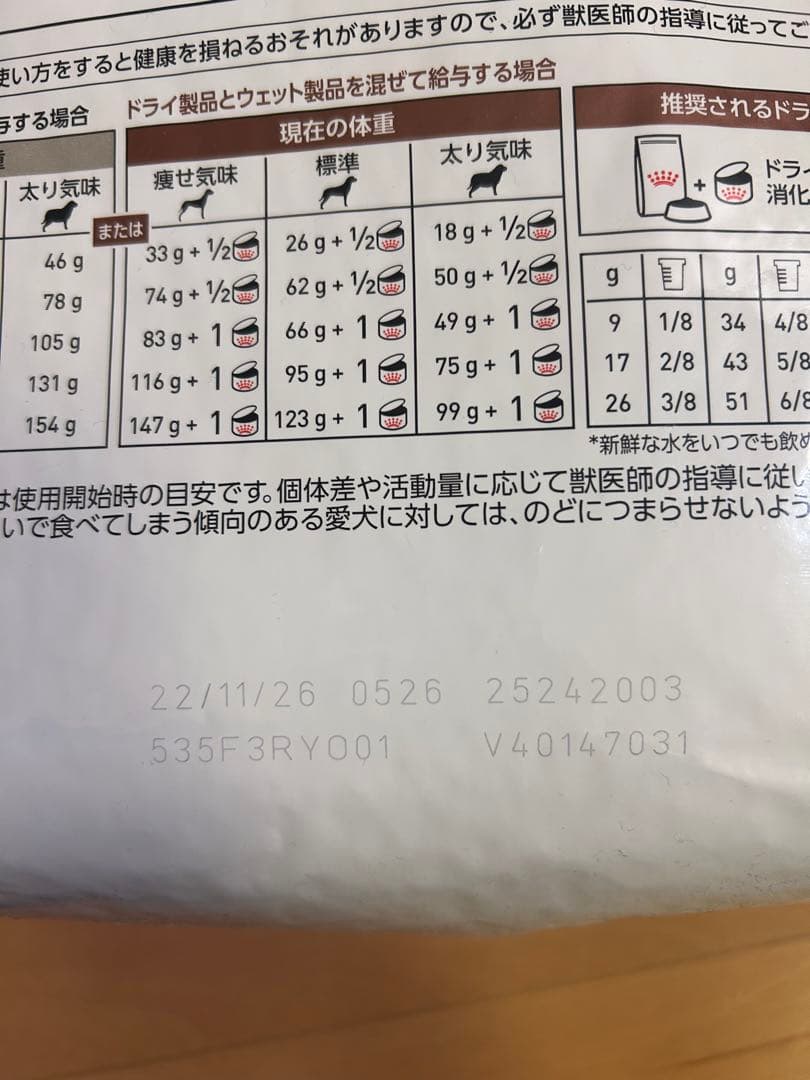 使い方をすると健康を損ねるおそれがありますので、必ず獣医師の指導に従ってご
与する場合
ドライ製品とウェット製品を混ぜて給与する場合
推奨されるドラ
重
現在の体重
太り気味 痩せ気味 標準 太り気味
ドライ
消化
または
46 g 33 g + ½ 26 g + ½ 18 g + ½
78 g 74 g + ½ 62 g + ½ 50 g + ½
105 g 83 g + 1 66 g + 1 49 g + 1
131 g 116 g + 1 95 g + 1 75 g + 1
154 g 147 g + 1 123 g + 1 99 g + 1
g g
9 1/8 34 4/8
17 2/8 43 5/8
26 3/8 51 6/8
*新鮮な水をいつでも飲め
は使用開始時の目安です。個体差や活動量に応じて獣医師の指導に従い
いで食べてしまう傾向のある愛犬に対しては、のどにつまらせないよう
22/11/26 0526 25242003
535F3RY001 V40147031